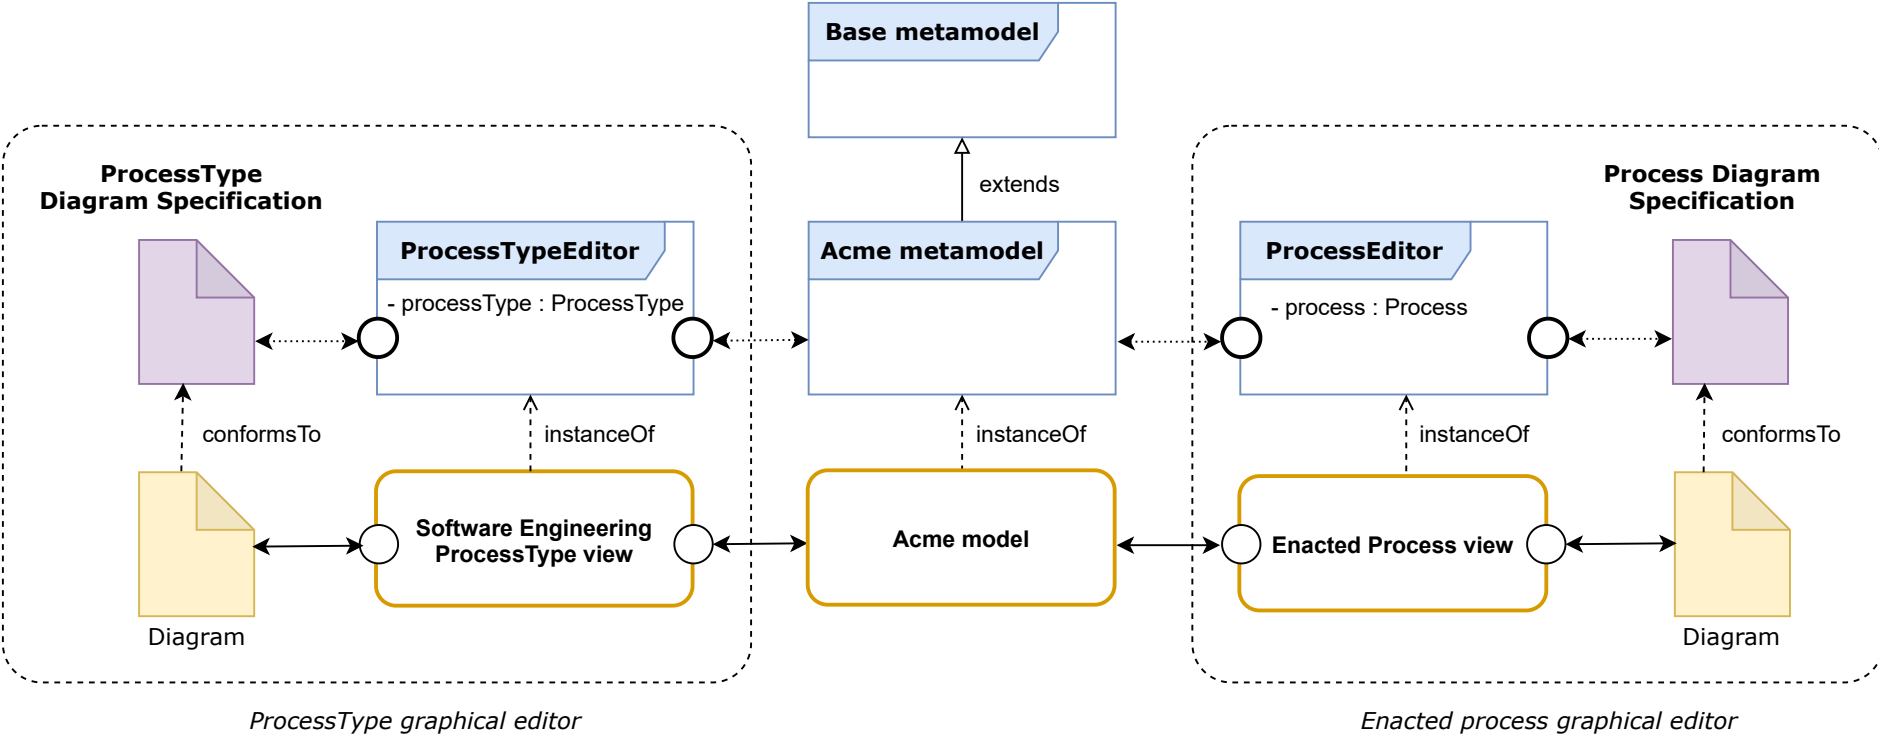 Base metamodel
extends
ProcessType
Diagram Specification
Process Diagram
Specification
ProcessTypeEditor
- processType : ProcessType
Acme metamodel
ProcessEditor
- process : Process
conformsTo
instanceOf
instanceOf
instanceOf
conformsTo
Software Engineering
ProcessType view
Acme model
Enacted Process view
Diagram
Diagram
ProcessType graphical editor
Enacted process graphical editor